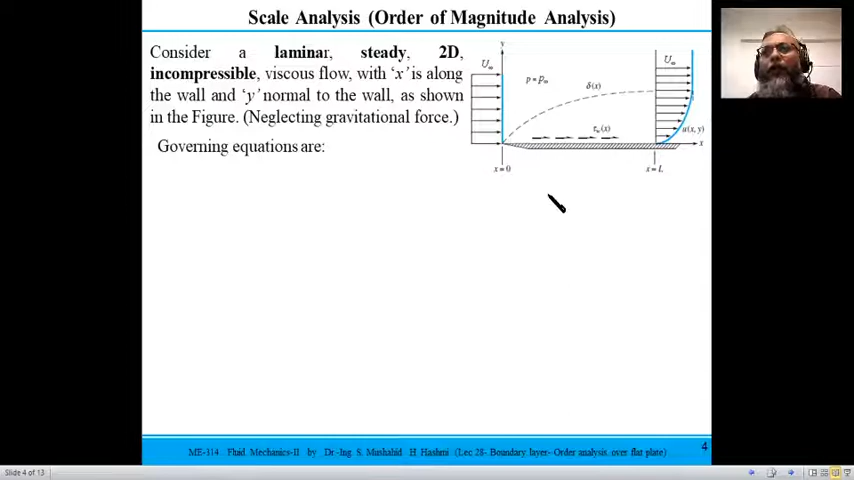 Scale Analysis (Order of Magnitude Analysis)
Consider a laminar, steady, 2D,
incompressible, viscous flow, with ‘x’ is along
the wall and ‘y’ normal to the wall, as shown
in the Figure. (Neglecting gravitational force.)
Governing equations are:
y
U∞
U∞
p = p∞
δ(x)
τw(x)
u(x, y)
x
x = 0
x = L
ME-314 Fluid Mechanics-II by Dr.-Ing. S. Mushahid H. Hashmi (Lec 28- Boundary layer- Order analysis over flat plate)
4
Slide 4 of 13